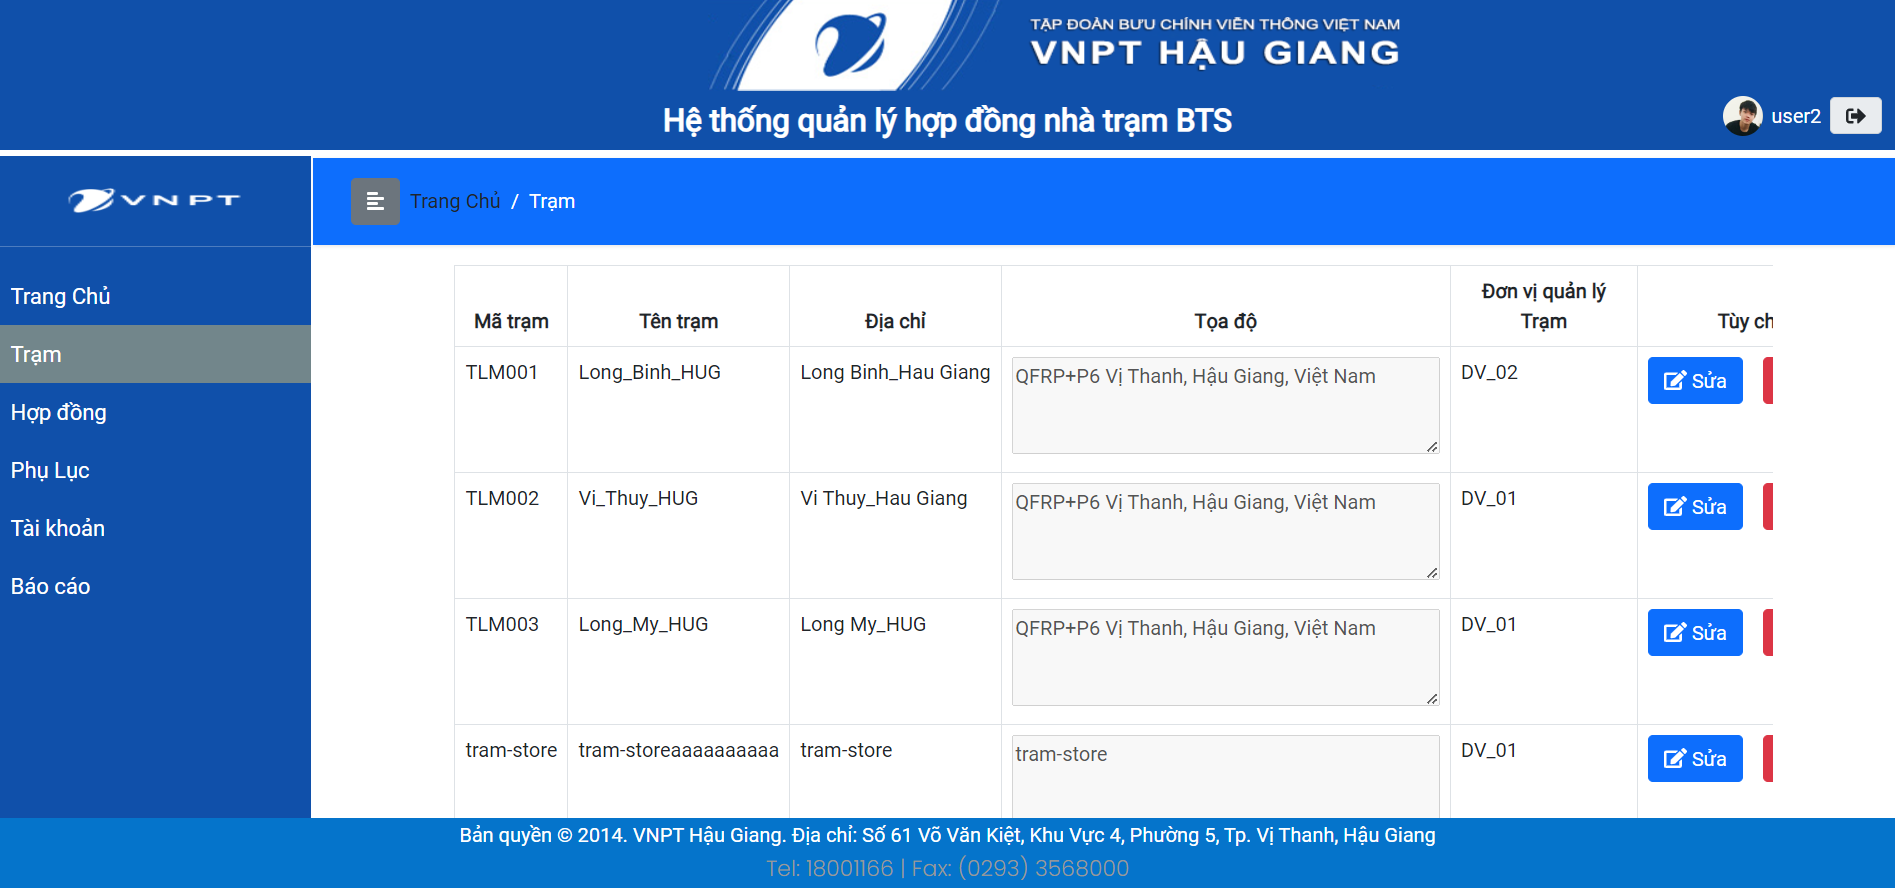 TẬP ĐOÀN BƯU CHÍNH VIỄN THÔNG VIỆT NAM
VNPT HẬU GIANG
Hệ thống quản lý hợp đồng nhà trạm BTS
user2
VNPT
Trang Chủ / Trạm
Trang Chủ
Trạm
Hợp đồng
Phụ Lục
Tài khoản
Báo cáo
Mã trạm Tên trạm Địa chỉ Tọa độ Đơn vị quản lý Trạm Tùy ch
TLM001 Long_Binh_HUG Long Binh_Hau Giang QFRP+P6 Vị Thanh, Hậu Giang, Việt Nam DV_02 Sửa
TLM002 Vi_Thuy_HUG Vi Thuy_Hau Giang QFRP+P6 Vị Thanh, Hậu Giang, Việt Nam DV_01 Sửa
TLM003 Long_My_HUG Long My_HUG QFRP+P6 Vị Thanh, Hậu Giang, Việt Nam DV_01 Sửa
tram-store tram-storeaaaaaaaaaa tram-store tram-store DV_01 Sửa
Bản quyền © 2014. VNPT Hậu Giang. Địa chỉ: Số 61 Võ Văn Kiệt, Khu Vực 4, Phường 5, Tp. Vị Thanh, Hậu Giang
Tel: 18001166 | Fax: (0293) 3568000